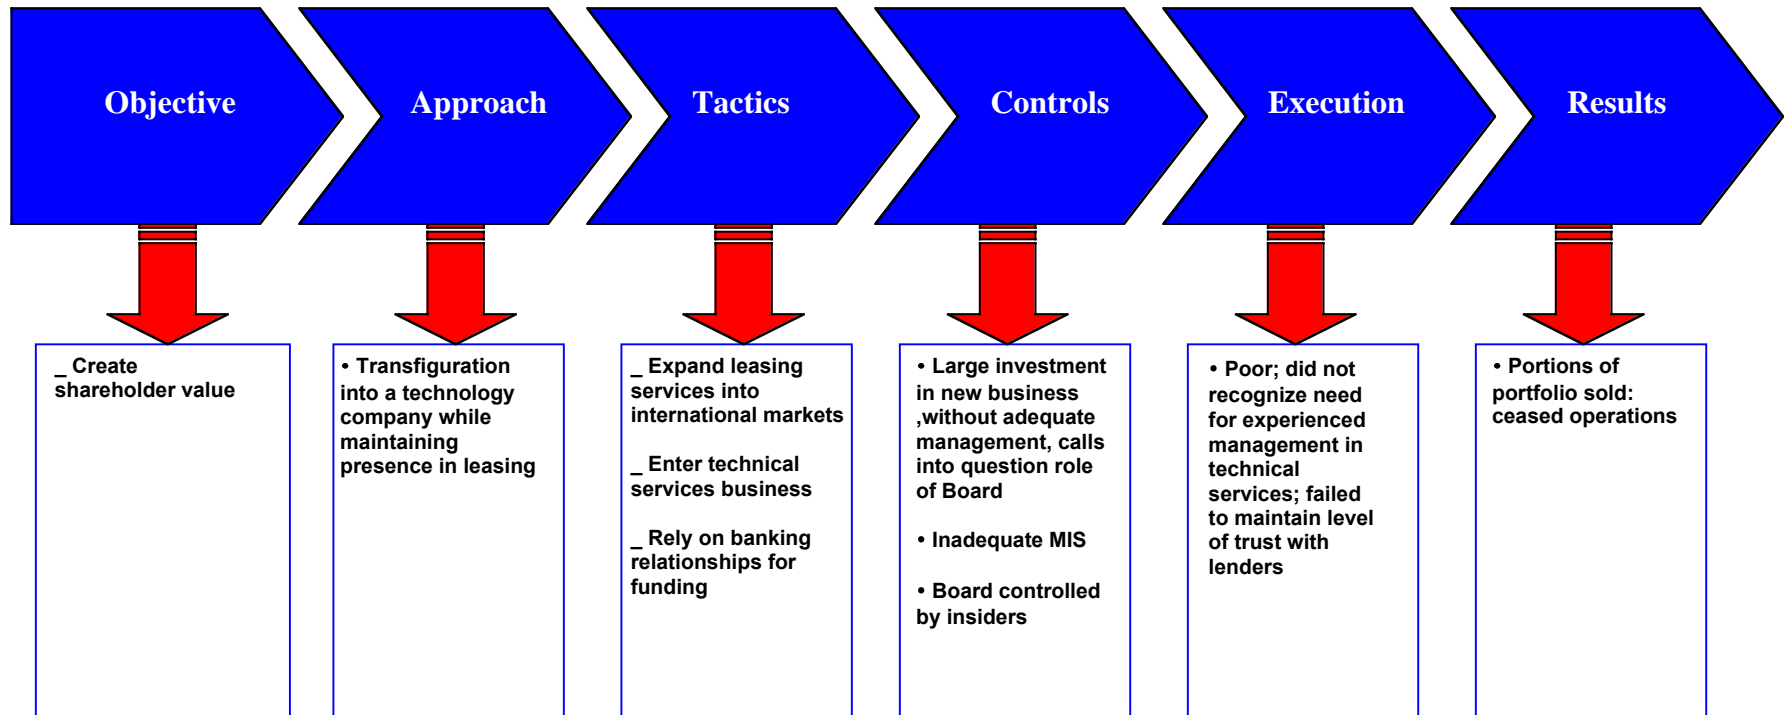 Objective
Approach
Tactics
Controls
Execution
Results
_ Create
shareholder value
• Transfiguration
into a technology
company while
maintaining
presence in leasing
_ Expand leasing
services into
international markets
_ Enter technical
services business
_ Rely on banking
relationships for
funding
• Large investment
in new business
,without adequate
management, calls
into question role
of Board
• Inadequate MIS
• Board controlled
by insiders
• Poor; did not
recognize need
for experienced
management in
technical
services; failed
to maintain level
of trust with
lenders
• Portions of
portfolio sold:
ceased operations